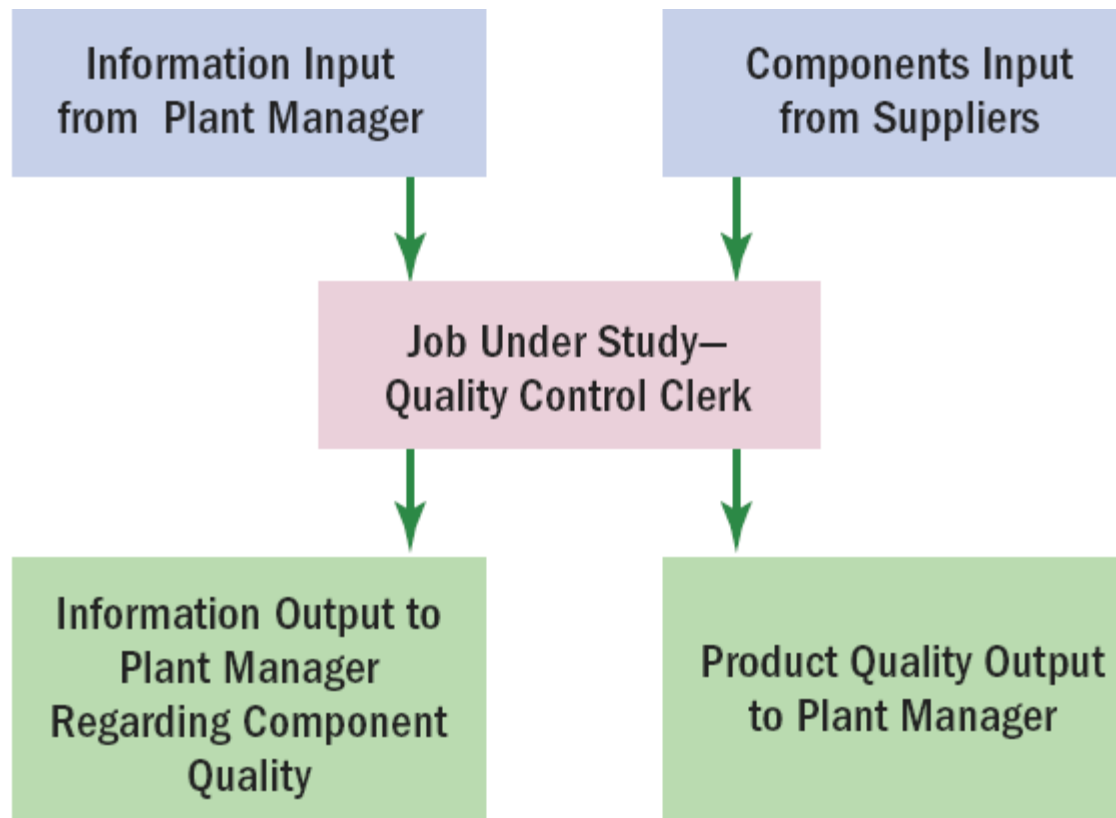 Information Input
from Plant Manager
Components Input
from Suppliers
Job Under Study—
Quality Control Clerk
Information Output to
Plant Manager
Regarding Component
Quality
Product Quality Output
to Plant Manager